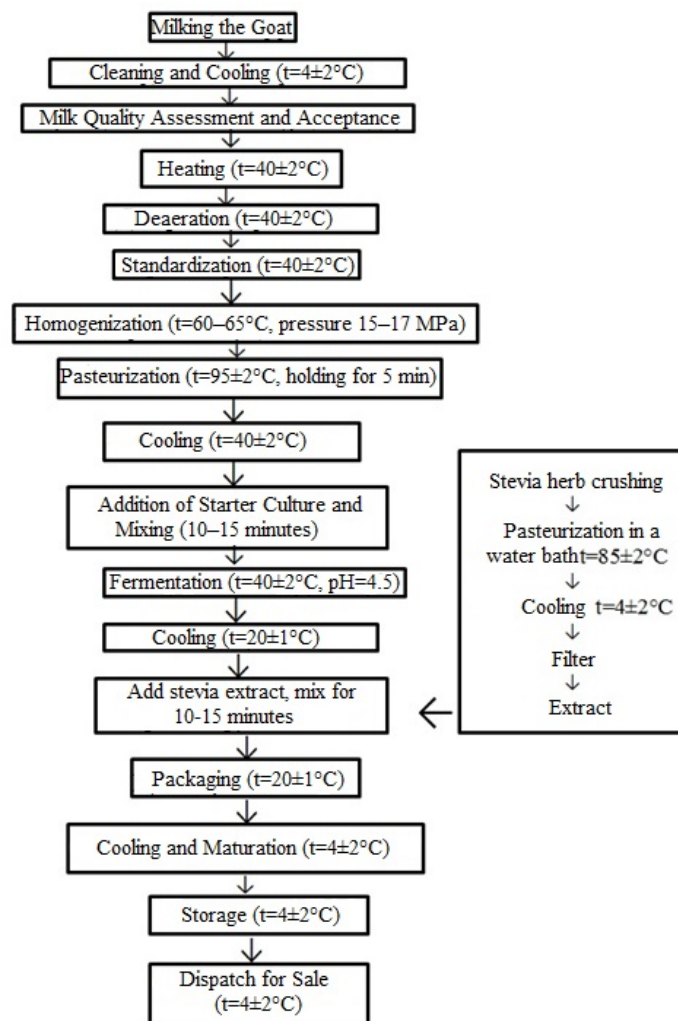 Milking the Goat
Cleaning and Cooling (t=4±2°C)
Milk Quality Assessment and Acceptance
Heating (t=40±2°C)
Deaeration (t=40±2°C)
Standardization (t=40±2°C)
Homogenization (t=60–65°C, pressure 15–17 MPa)
Pasteurization (t=95±2°C, holding for 5 min)
Cooling (t=40±2°C)
Addition of Starter Culture and
Mixing (10–15 minutes)
Fermentation (t=40±2°C, pH=4.5)
Cooling (t=20±1°C)
Add stevia extract, mix for
10-15 minutes
Packaging (t=20±1°C)
Cooling and Maturation (t=4±2°C)
Storage (t=4±2°C)
Dispatch for Sale
(t=4±2°C)
Stevia herb crushing
Pasteurization in a
water batht=85±2°C
Cooling t=4±2°C
Filter
Extract